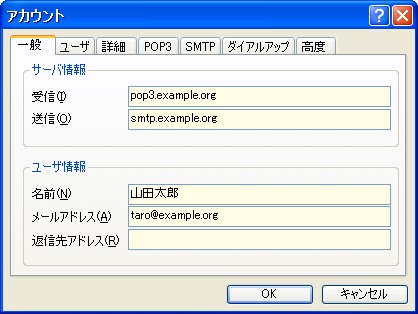 アカウント
一般 ユーザ 詳細 POP3 SMTP ダイアルアップ 高度
サーバ情報
受信(I) pop3.example.org
送信(O) smtp.example.org
ユーザ情報
名前(N) 山田太郎
メールアドレス(A) taro@example.org
返信先アドレス(R)
OK キャンセル